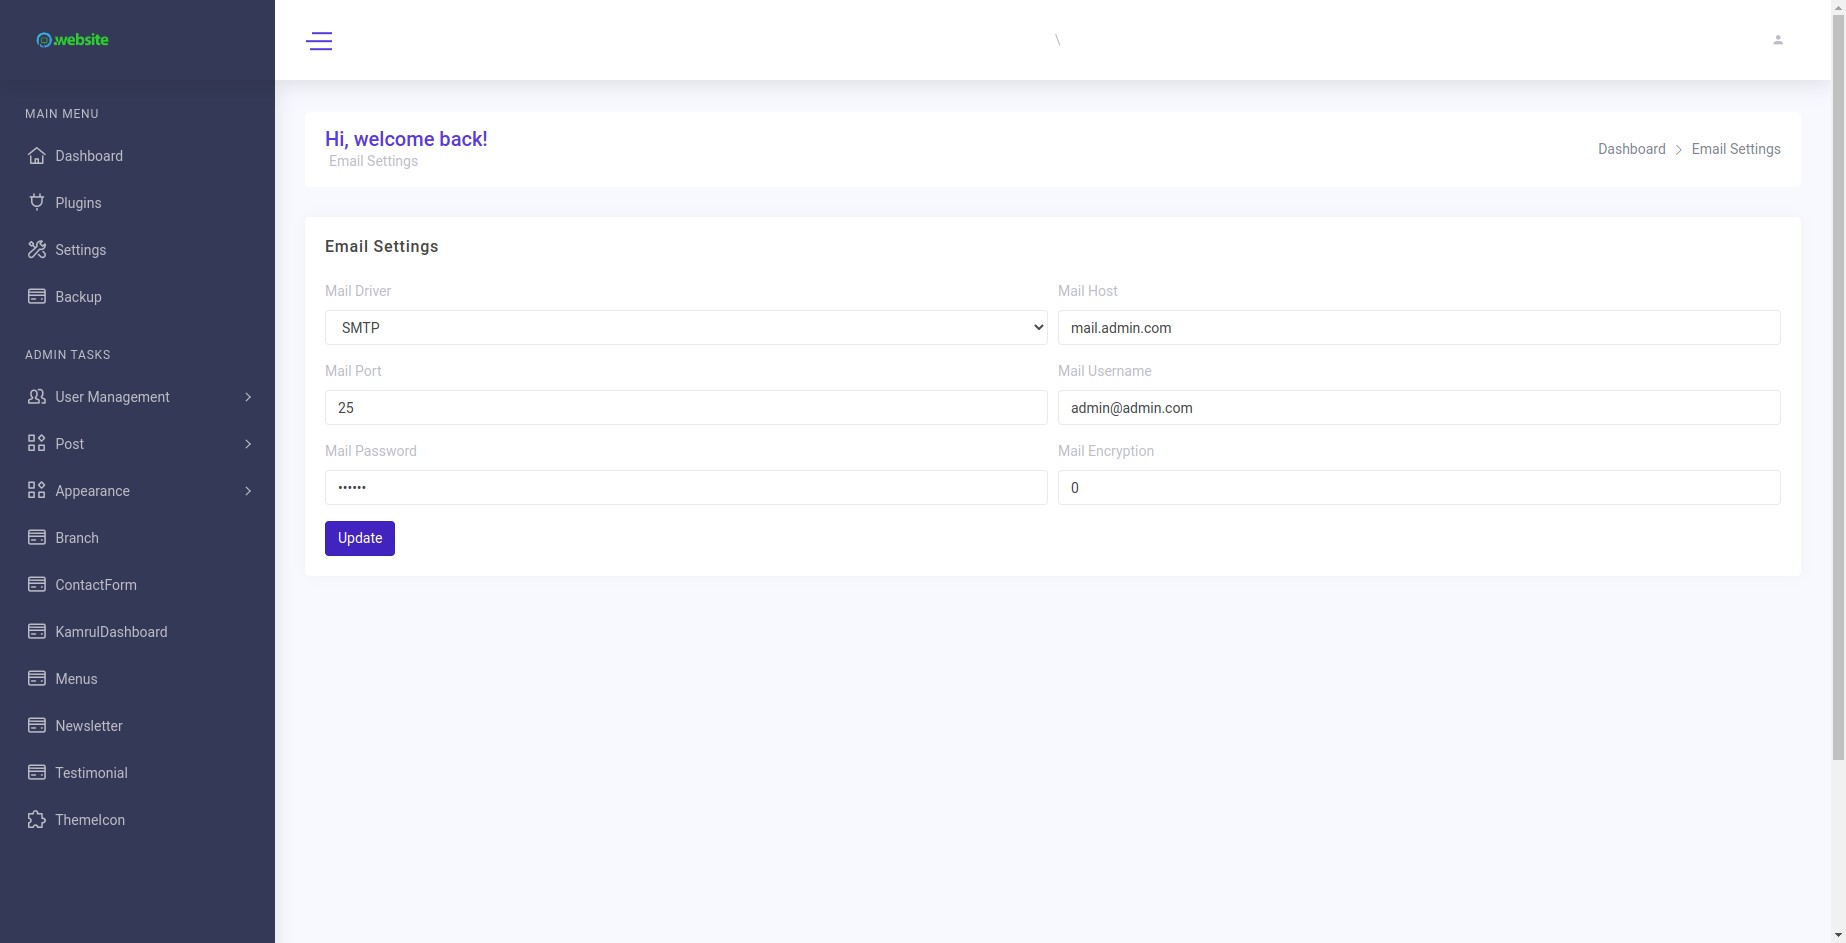 .website
\
MAIN MENU
Dashboard
Plugins
Settings
Backup
ADMIN TASKS
User Management
Post
Appearance
Branch
ContactForm
KamrulDashboard
Menus
Newsletter
Testimonial
ThemeIcon
Hi, welcome back!
Email Settings
Dashboard > Email Settings
Email Settings
Mail Driver
SMTP
Mail Host
mail.admin.com
Mail Port
25
Mail Username
admin@admin.com
Mail Password
••••••
Mail Encryption
0
Update